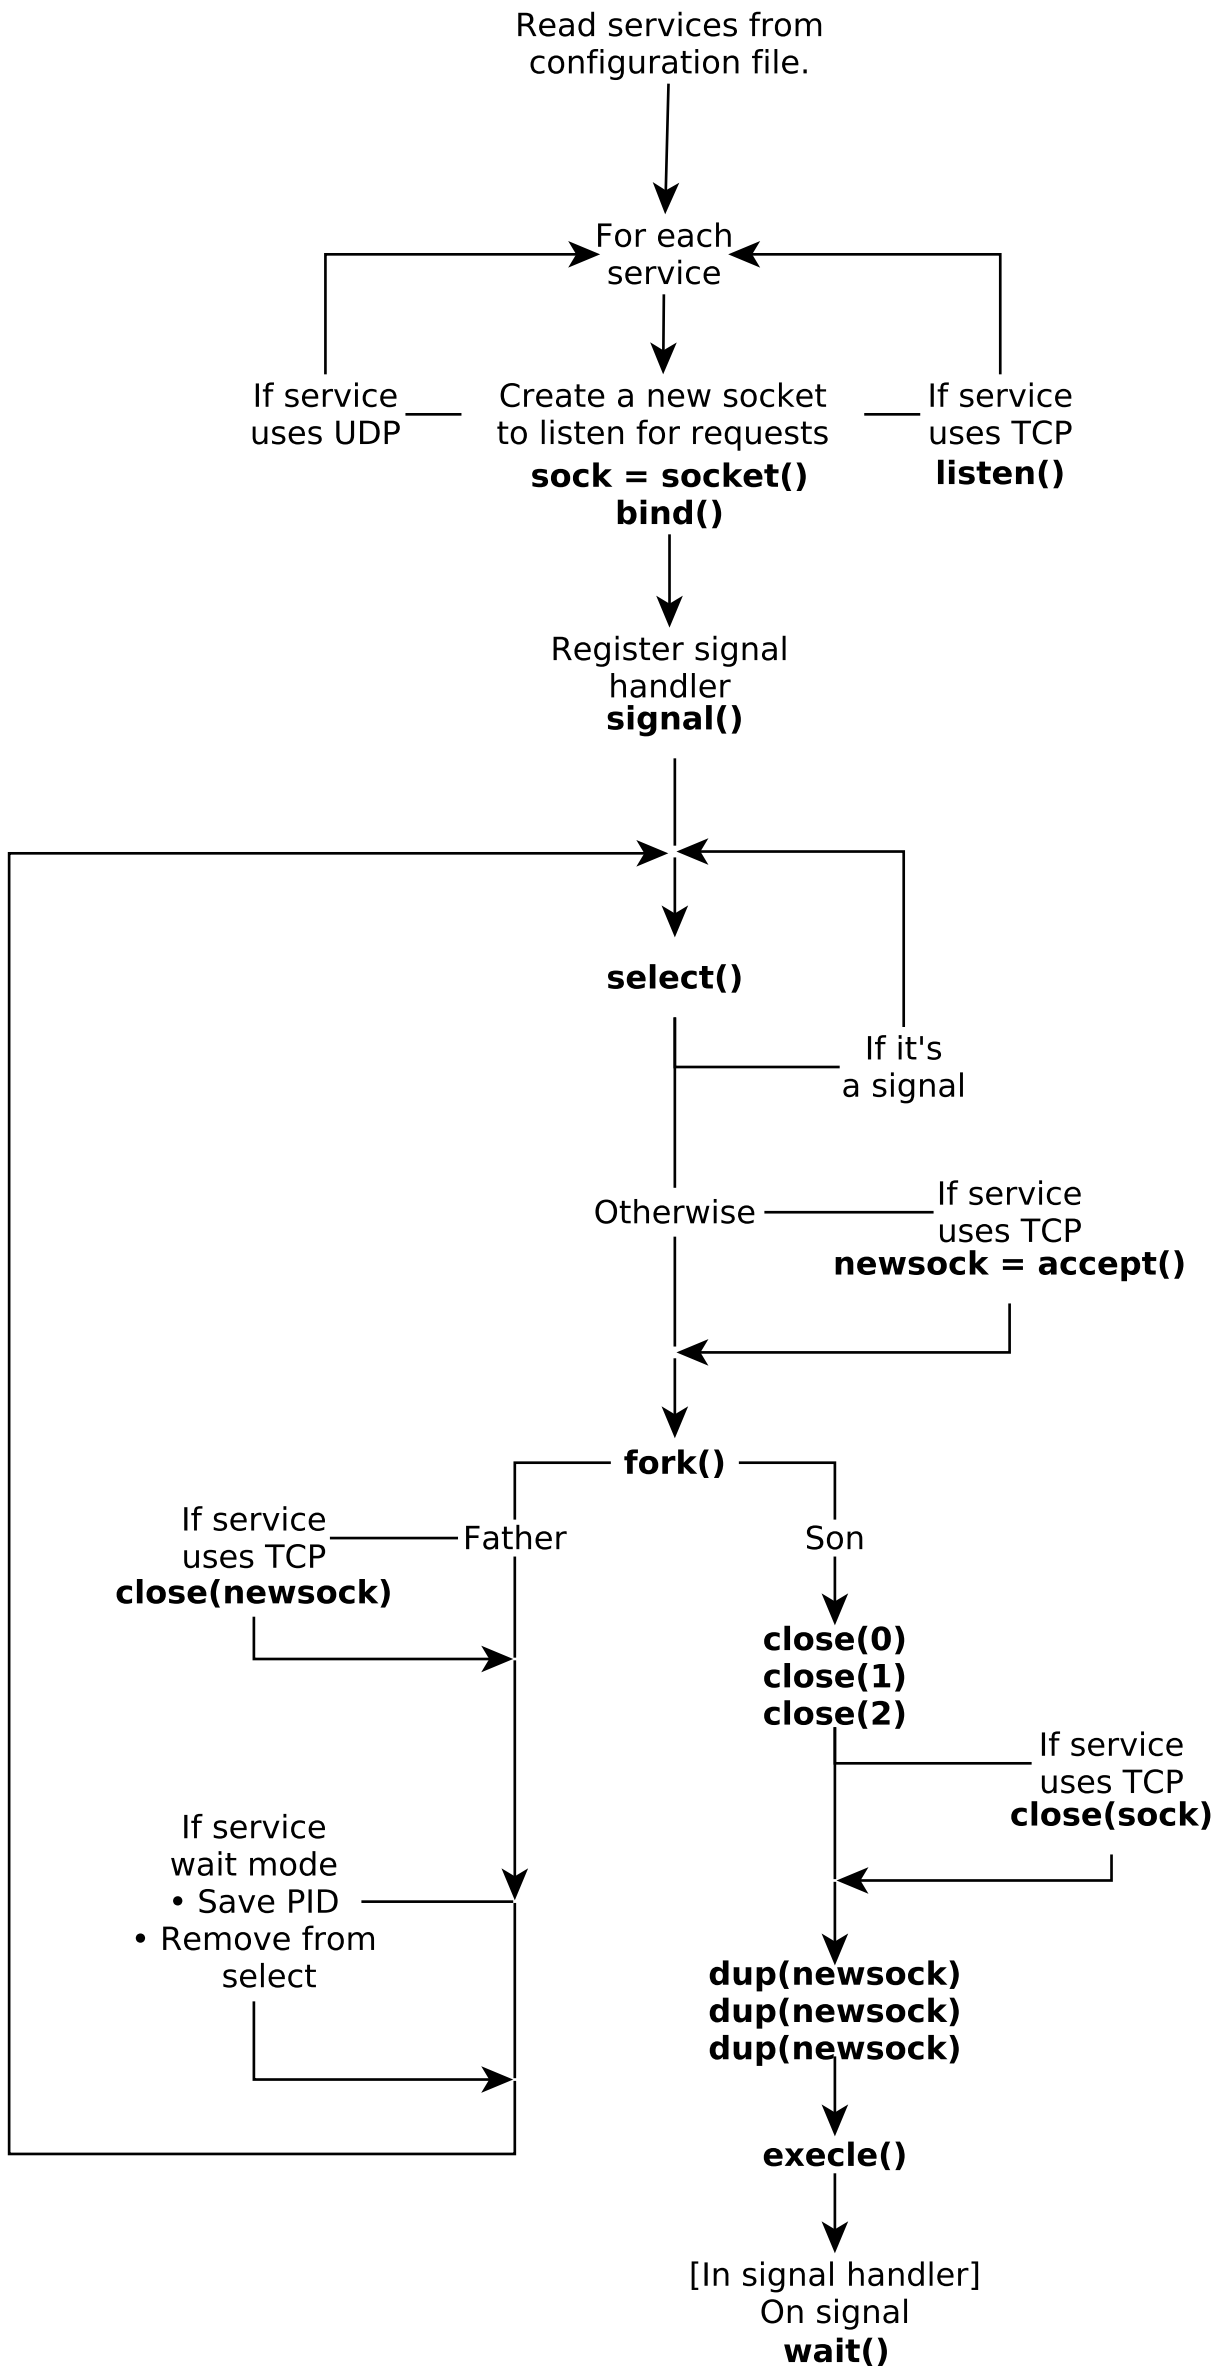 Read services from
configuration file.
For each
service
If service
uses UDP
Create a new socket
to listen for requests
sock = socket()
bind()
If service
uses TCP
listen()
Register signal
handler
signal()
select()
If it's
a signal
Otherwise
If service
uses TCP
newsock = accept()
fork()
If service
uses TCP
close(newsock)
Father
Son
close(0)
close(1)
close(2)
If service
uses TCP
close(sock)
If service
wait mode
• Save PID
• Remove from
select
dup(newsock)
dup(newsock)
dup(newsock)
execle()
[In signal handler]
On signal
wait()